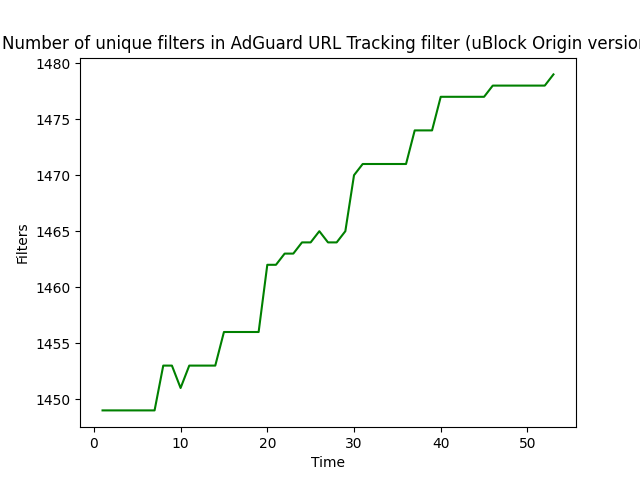 Number of unique filters in AdGuard URL Tracking filter (uBlock Origin version
1480
1475
1470
1465
1460
1455
1450
Filters
0 10 20 30 40 50
Time